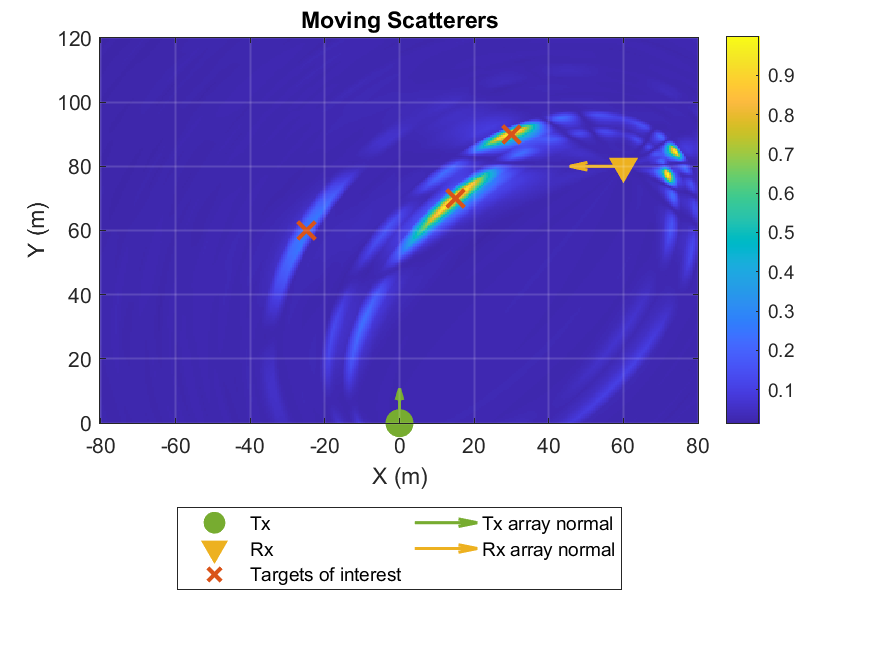 Moving Scatterers
120
100
80
60
40
20
0
Y (m)
-80 -60 -40 -20 0 20 40 60 80
X (m)
0.9
0.8
0.7
0.6
0.5
0.4
0.3
0.2
0.1
Tx Tx array normal
Rx Rx array normal
Targets of interest